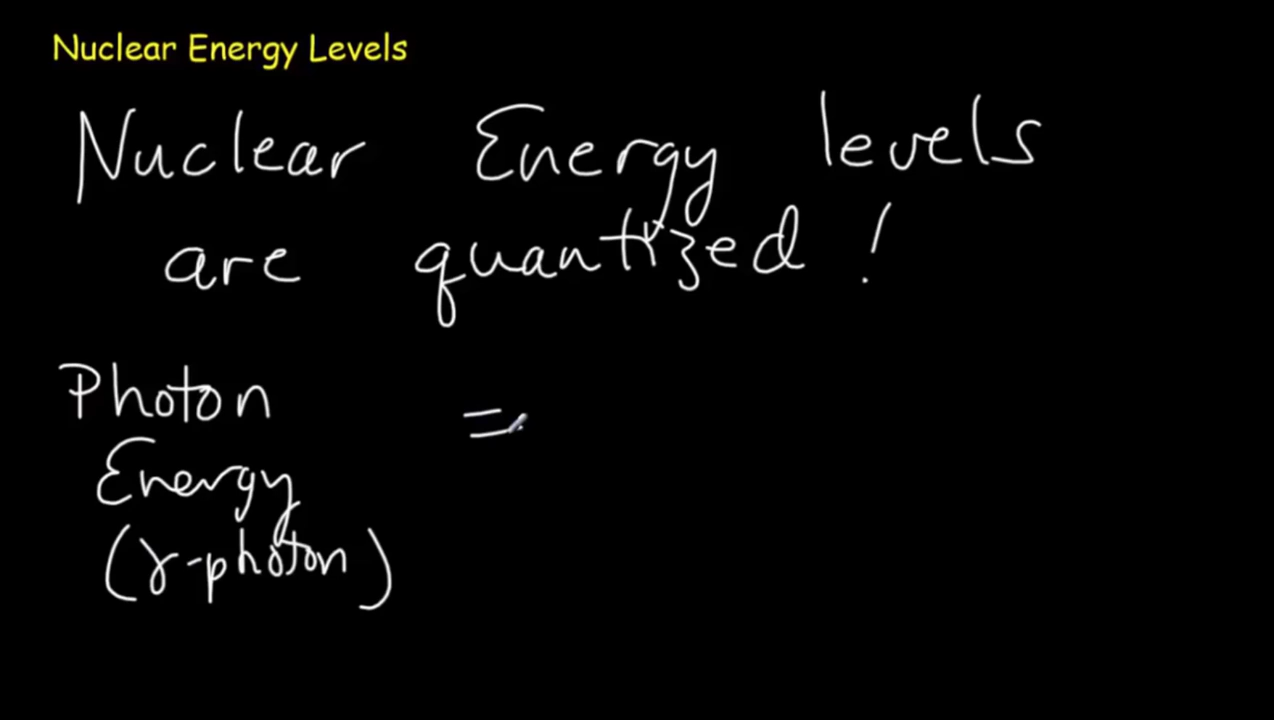 Nuclear Energy Levels
Nuclear Energy levels
are quantized !
Photon
Energy =
(γ-photon)